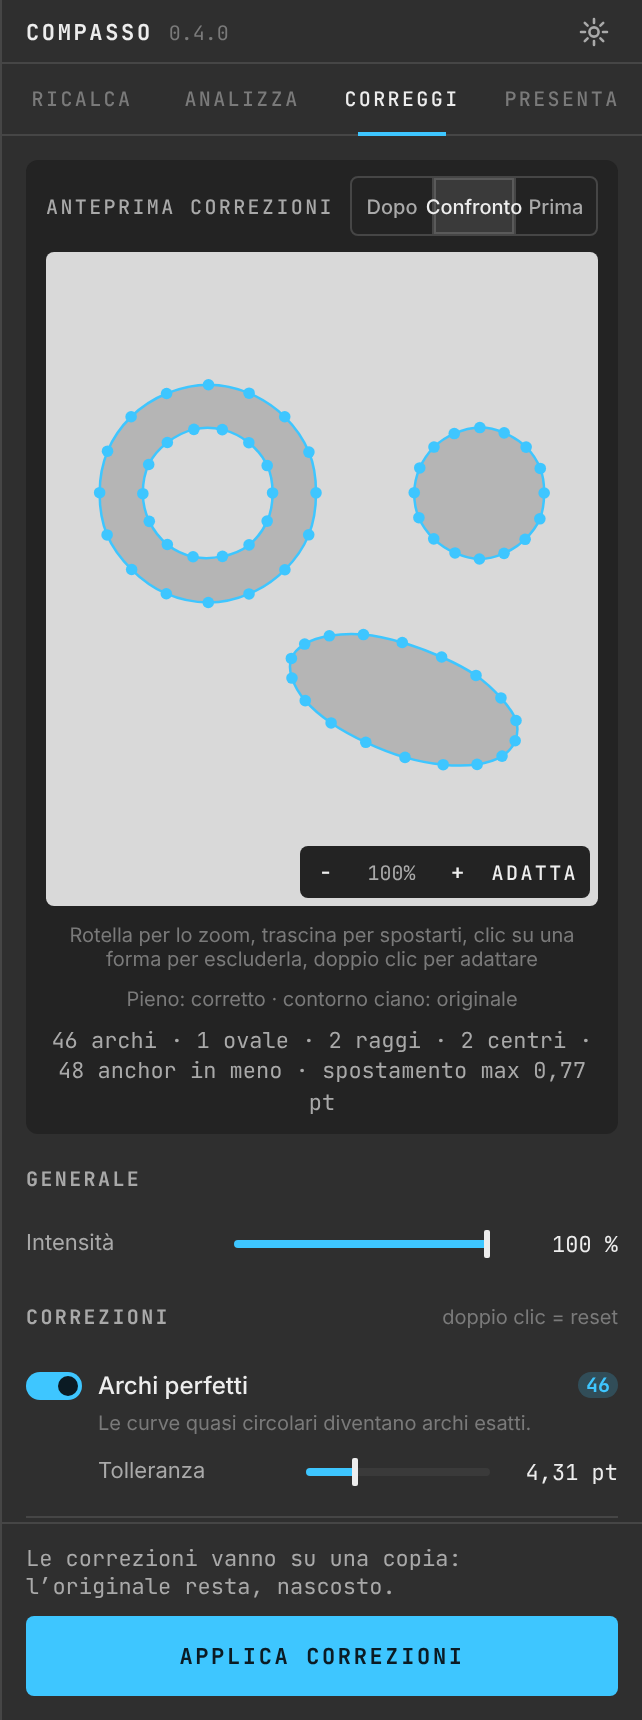 COMPASSO 0.4.0
RICALCA ANALIZZA CORREGGI PRESENTA
ANTEPRIMA CORREZIONI Dopo Confronto Prima
- 100% + ADATTA
Rotella per lo zoom, trascina per spostarti, clic su una
forma per escluderla, doppio clic per adattare
Pieno: corretto · contorno ciano: originale
46 archi · 1 ovale · 2 raggi · 2 centri ·
48 anchor in meno · spostamento max 0,77
pt
GENERALE
Intensità 100 %
CORREZIONI doppio clic = reset
Archi perfetti 46
Le curve quasi circolari diventano archi esatti.
Tolleranza 4,31 pt
Le correzioni vanno su una copia:
l’originale resta, nascosto.
APPLICA CORREZIONI